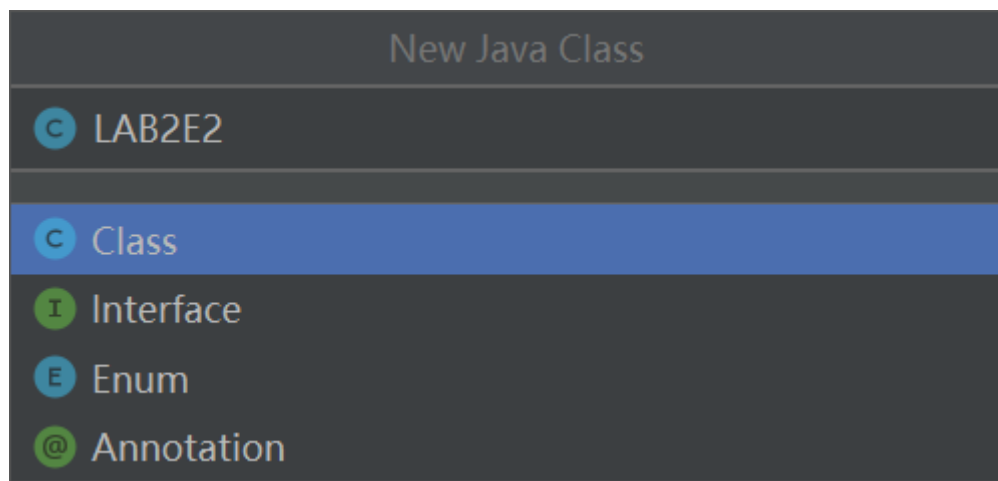 New Java Class
C LAB2E2
C Class
I Interface
E Enum
@ Annotation